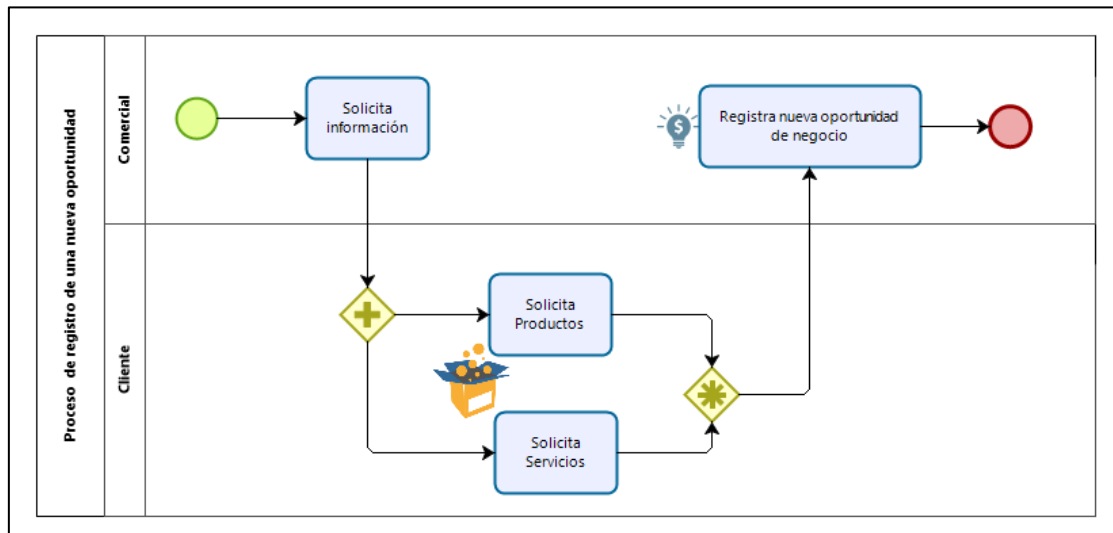 Proceso de registro de una nueva oportunidad
Comercial
Solicita
información
Registra nueva oportunidad
de negocio
$
Cliente
Solicita
Productos
Solicita
Servicios